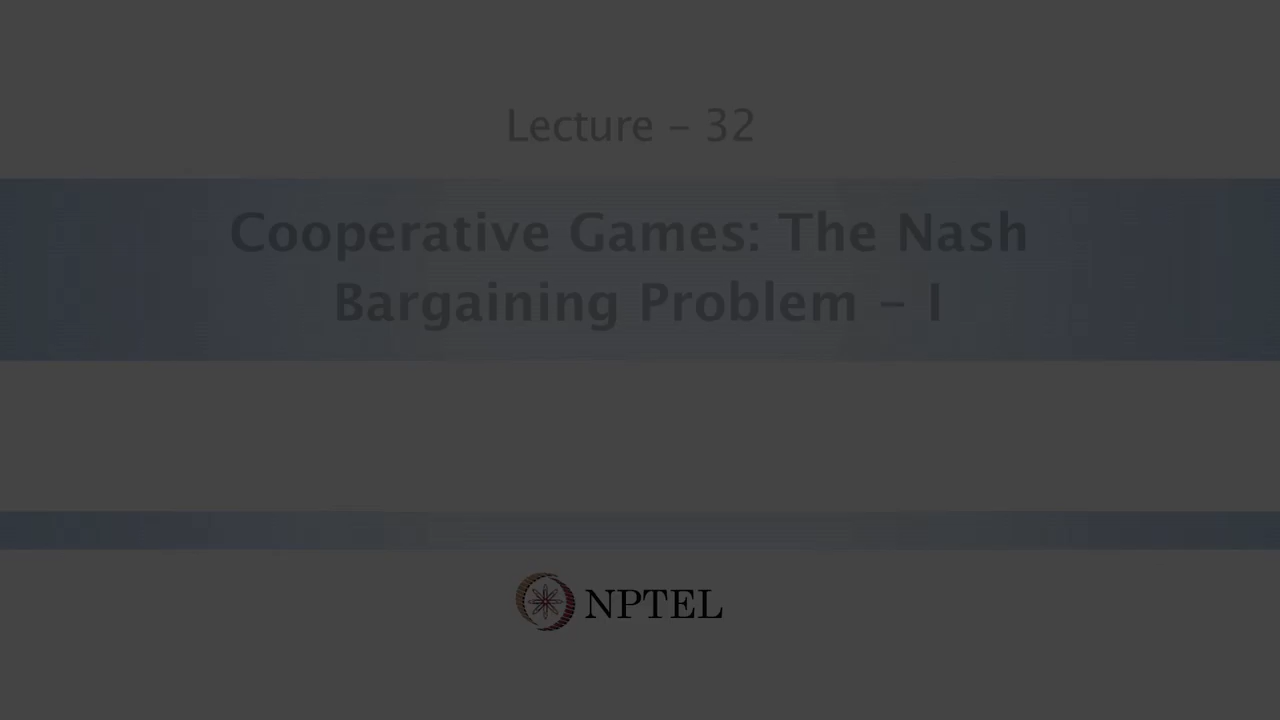 Lecture – 32
Cooperative Games: The Nash
Bargaining Problem – I
NPTEL